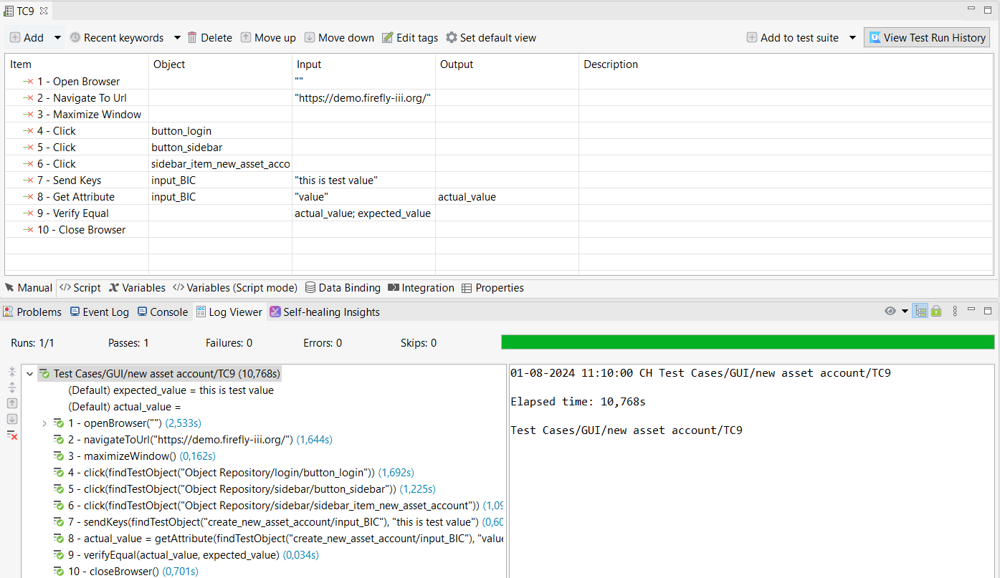 TC9
Add Recent keywords Delete Move up Move down Edit tags Set default view Add to test suite View Test Run History
Item Object Input Output Description
1 - Open Browser ""
2 - Navigate To Url "https://demo.firefly-iii.org/"
3 - Maximize Window
4 - Click button_login
5 - Click button_sidebar
6 - Click sidebar_item_new_asset_acco
7 - Send Keys input_BIC "this is test value"
8 - Get Attribute input_BIC "value" actual_value
9 - Verify Equal actual_value; expected_value
10 - Close Browser
Manual Script Variables Variables (Script mode) Data Binding Integration Properties
Problems Event Log Console Log Viewer Self-healing Insights
Runs: 1/1 Passes: 1 Failures: 0 Errors: 0 Skips: 0
Test Cases/GUI/new asset account/TC9 (10,768s)
(Default) expected_value = this is test value
(Default) actual_value =
1 - openBrowser("") (2,533s)
2 - navigateToUrl("https://demo.firefly-iii.org/") (1,644s)
3 - maximizeWindow() (0,162s)
4 - click(findTestObject("Object Repository/login/button_login")) (1,692s)
5 - click(findTestObject("Object Repository/sidebar/button_sidebar")) (1,225s)
6 - click(findTestObject("Object Repository/sidebar/sidebar_item_new_asset_account")) (1,09
7 - sendKeys(findTestObject("create_new_asset_account/input_BIC"), "this is test value") (0,60
8 - actual_value = getAttribute(findTestObject("create_new_asset_account/input_BIC"), "value
9 - verifyEqual(actual_value, expected_value) (0,034s)
10 - closeBrowser() (0,701s)
01-08-2024 11:10:00 CH Test Cases/GUI/new asset account/TC9
Elapsed time: 10,768s
Test Cases/GUI/new asset account/TC9